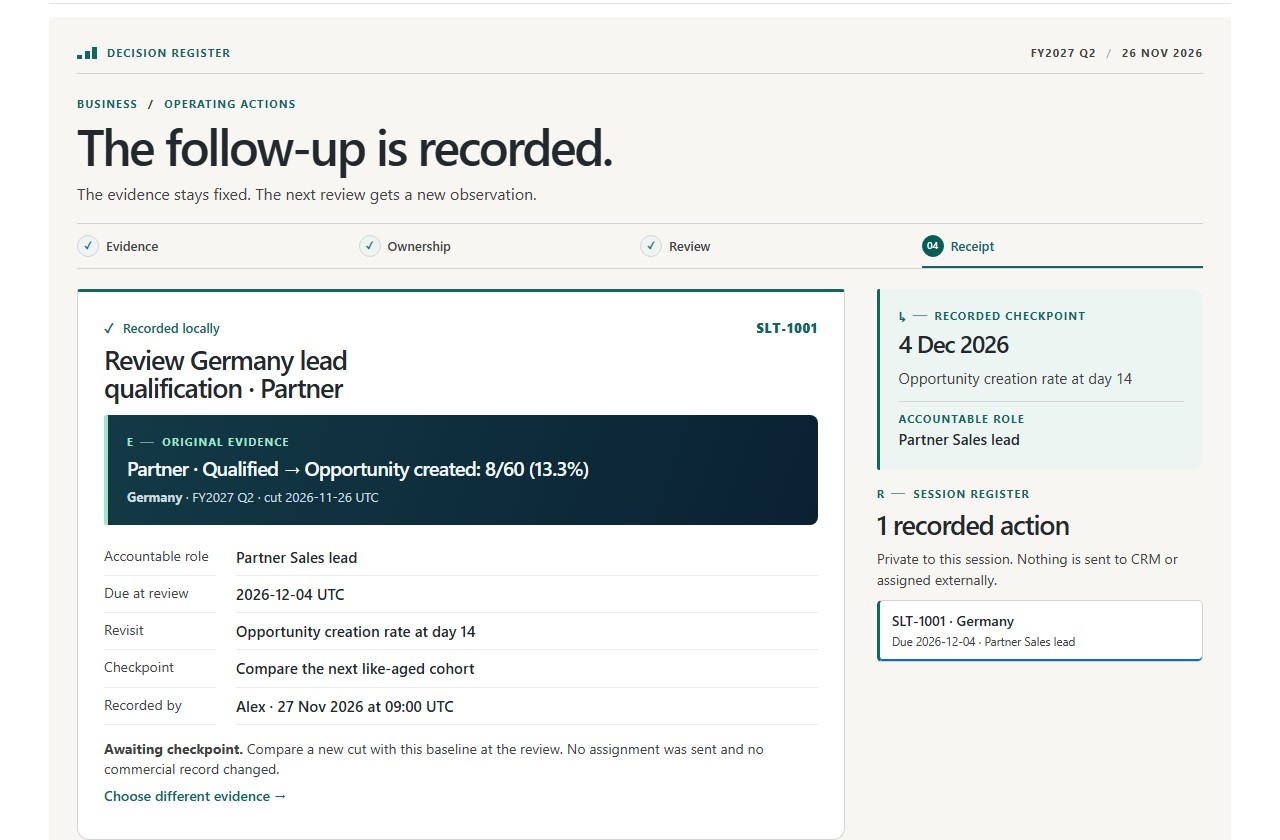 DECISION REGISTER
FY2027 Q2 / 26 NOV 2026
BUSINESS / OPERATING ACTIONS
The follow-up is recorded.
The evidence stays fixed. The next review gets a new observation.
✓ Evidence
✓ Ownership
✓ Review
04 Receipt
✓ Recorded locally
SLT-1001
Review Germany lead
qualification · Partner
E — ORIGINAL EVIDENCE
Partner · Qualified → Opportunity created: 8/60 (13.3%)
Germany · FY2027 Q2 · cut 2026-11-26 UTC
Accountable role Partner Sales lead
Due at review 2026-12-04 UTC
Revisit Opportunity creation rate at day 14
Checkpoint Compare the next like-aged cohort
Recorded by Alex · 27 Nov 2026 at 09:00 UTC
Awaiting checkpoint. Compare a new cut with this baseline at the review. No assignment was sent and no
commercial record changed.
Choose different evidence →
↳ — RECORDED CHECKPOINT
4 Dec 2026
Opportunity creation rate at day 14
ACCOUNTABLE ROLE
Partner Sales lead
R — SESSION REGISTER
1 recorded action
Private to this session. Nothing is sent to CRM or
assigned externally.
SLT-1001 · Germany
Due 2026-12-04 · Partner Sales lead